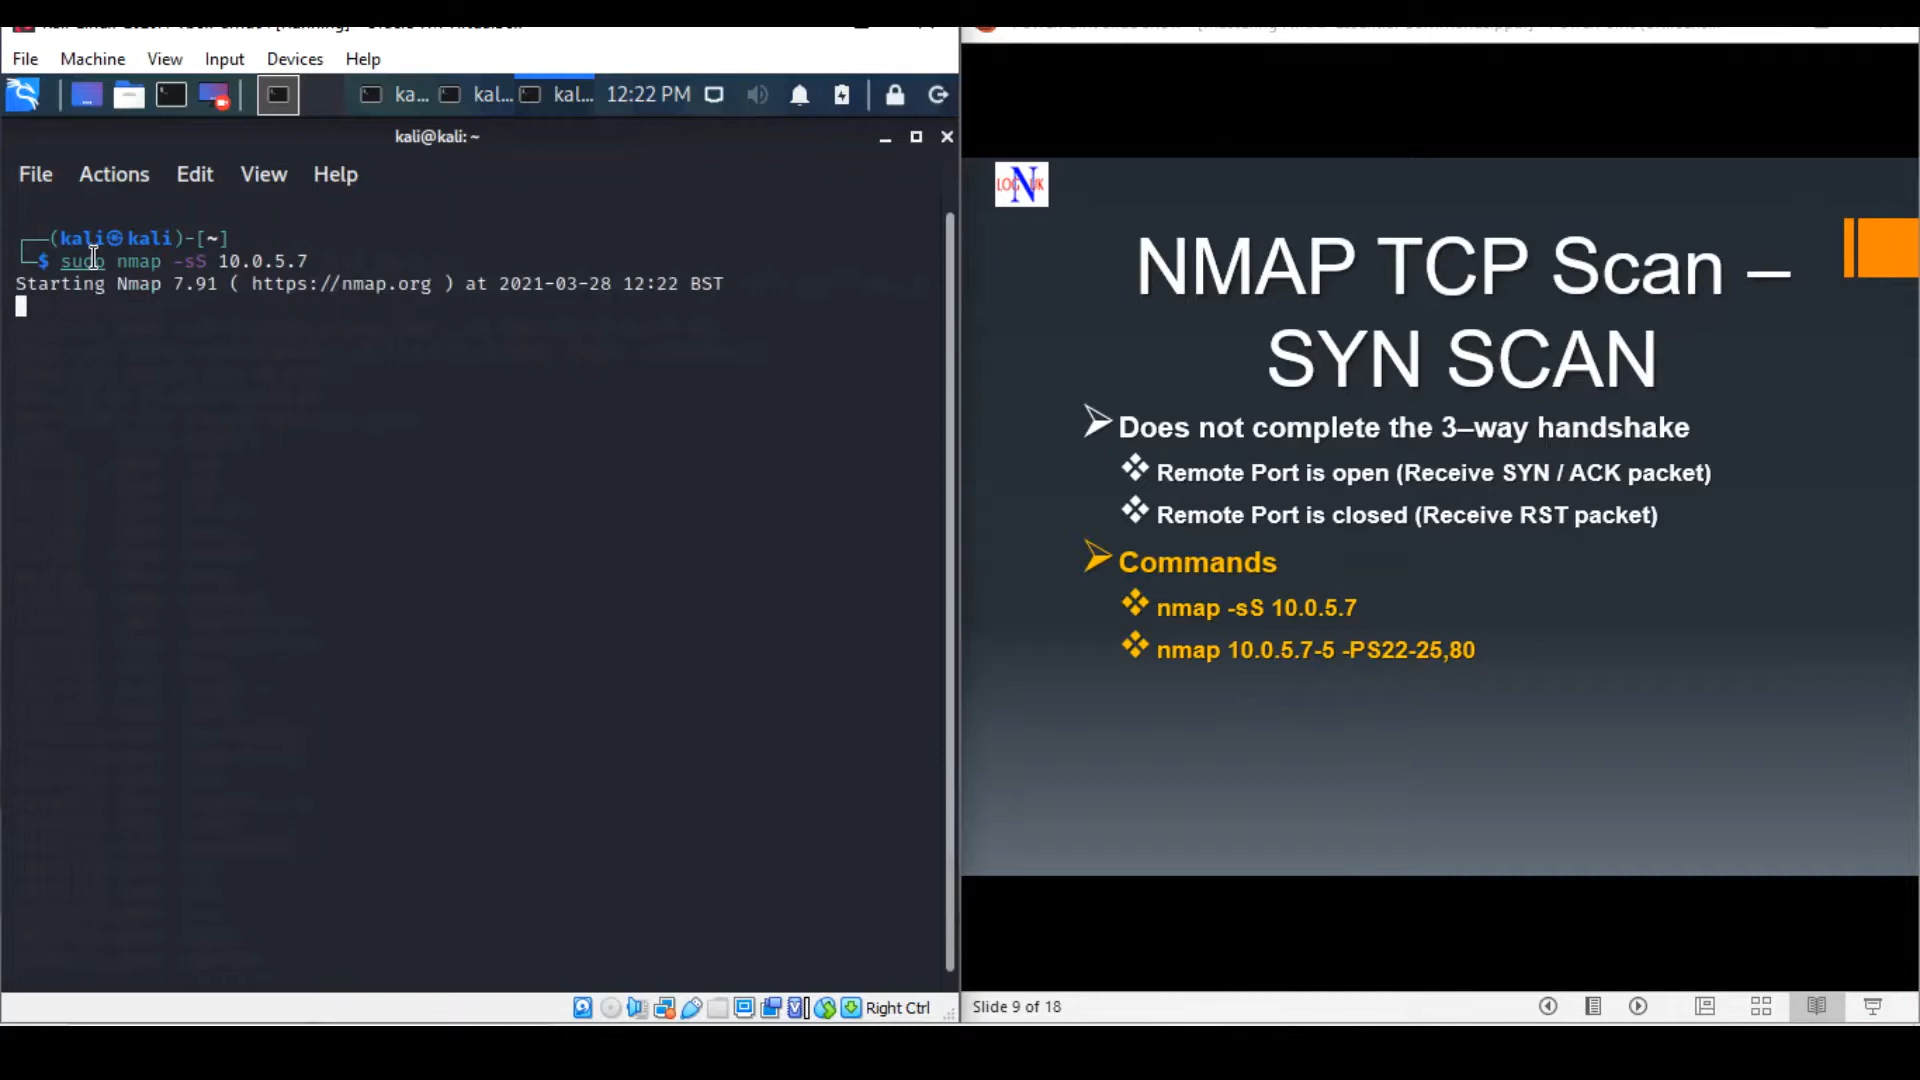 File Machine View Input Devices Help
ka... kal... kal... 12:22 PM
kali@kali: ~
File Actions Edit View Help
(kali㉿kali)-[~]
$ sudo nmap -sS 10.0.5.7
Starting Nmap 7.91 ( https://nmap.org ) at 2021-03-28 12:22 BST
Right Ctrl
LOG N UK
NMAP TCP Scan –
SYN SCAN
Does not complete the 3–way handshake
Remote Port is open (Receive SYN / ACK packet)
Remote Port is closed (Receive RST packet)
Commands
nmap -sS 10.0.5.7
nmap 10.0.5.7-5 -PS22-25,80
Slide 9 of 18